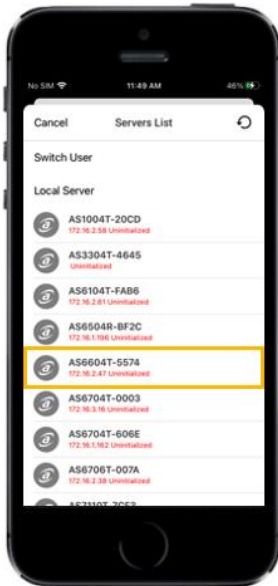 No SIM 11:49 AM 46%
Cancel Servers List
Switch User
Local Server
AS1004T-20CD
172.16.2.58 Uninitialized
AS3304T-4645
Uninitialized
AS6104T-FAB6
172.16.2.61 Uninitialized
AS6504R-BF2C
172.16.1.196 Uninitialized
AS6604T-5574
172.16.2.47 Uninitialized
AS6704T-0003
172.16.3.16 Uninitialized
AS6704T-606E
172.16.1.162 Uninitialized
AS6706T-007A
172.16.2.38 Uninitialized